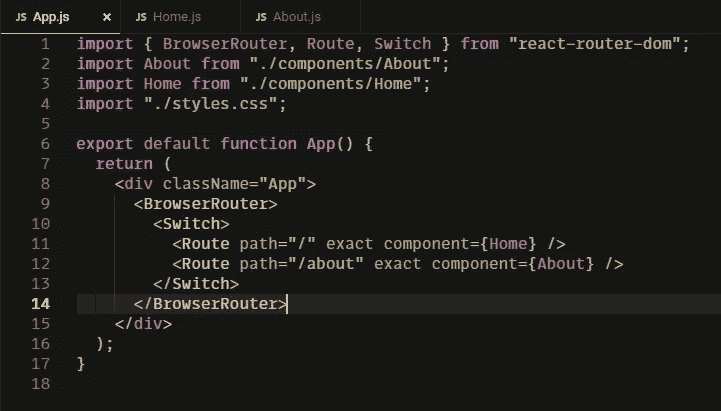 JS App.js × JS Home.js JS About.js
1 import { BrowserRouter, Route, Switch } from "react-router-dom";
2 import About from "./components/About";
3 import Home from "./components/Home";
4 import "./styles.css";
5
6 export default function App() {
7   return (
8     <div className="App">
9       <BrowserRouter>
10         <Switch>
11           <Route path="/" exact component={Home} />
12           <Route path="/about" exact component={About} />
13         </Switch>
14       </BrowserRouter>
15     </div>
16   );
17 }
18